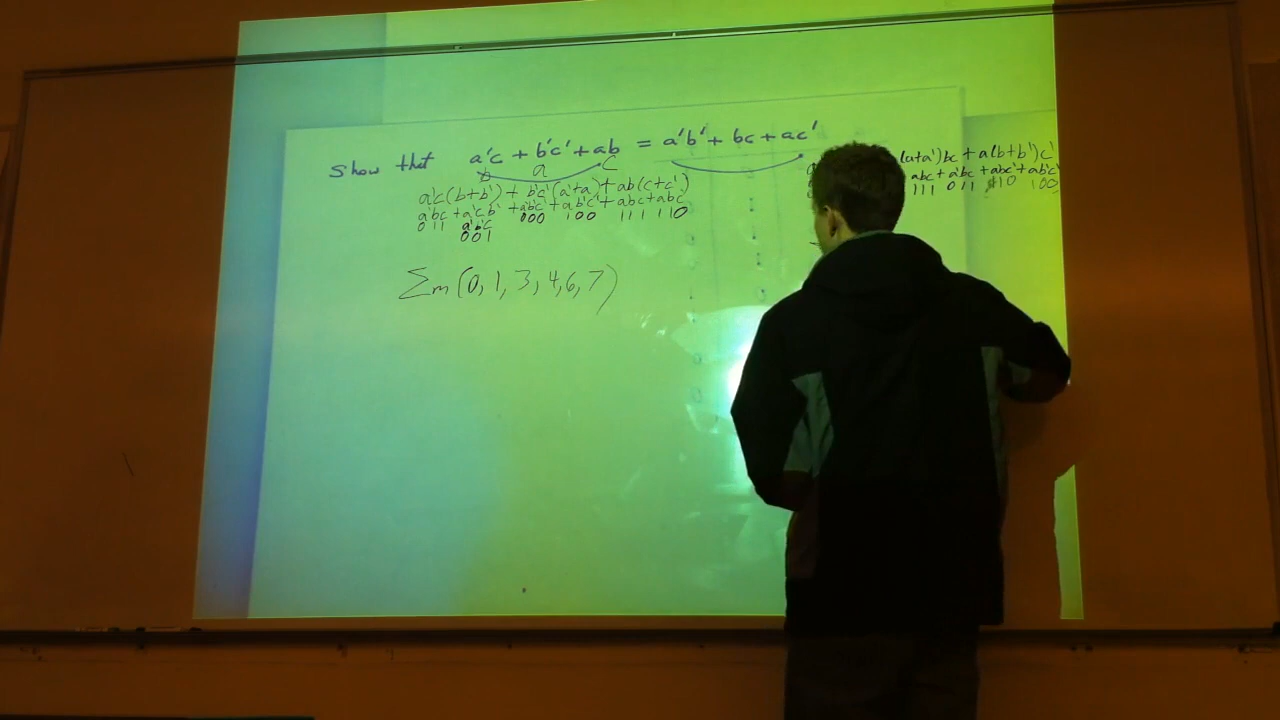 Show that a'c + b'c' + ab = a'b' + bc + ac'
b a c
a'c(b+b') + b'c'(a'+a) + ab(c+c')
a'bc + a'cb' + a'b'c' + ab'c' + abc + abc
011 a'b'c 000 100 111 110
001
Σm(0, 1, 3, 4, 6, 7)
(a+a')bc + a(b+b')c'
abc + a'bc + abc' + ab'c'
111 011 110 100